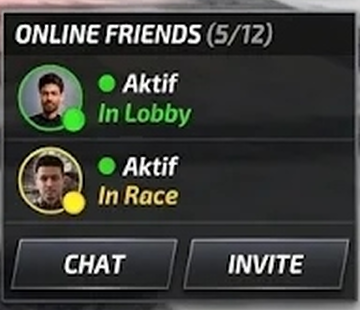 ONLINE FRIENDS (5/12)
Aktif
In Lobby
Aktif
In Race
CHAT
INVITE